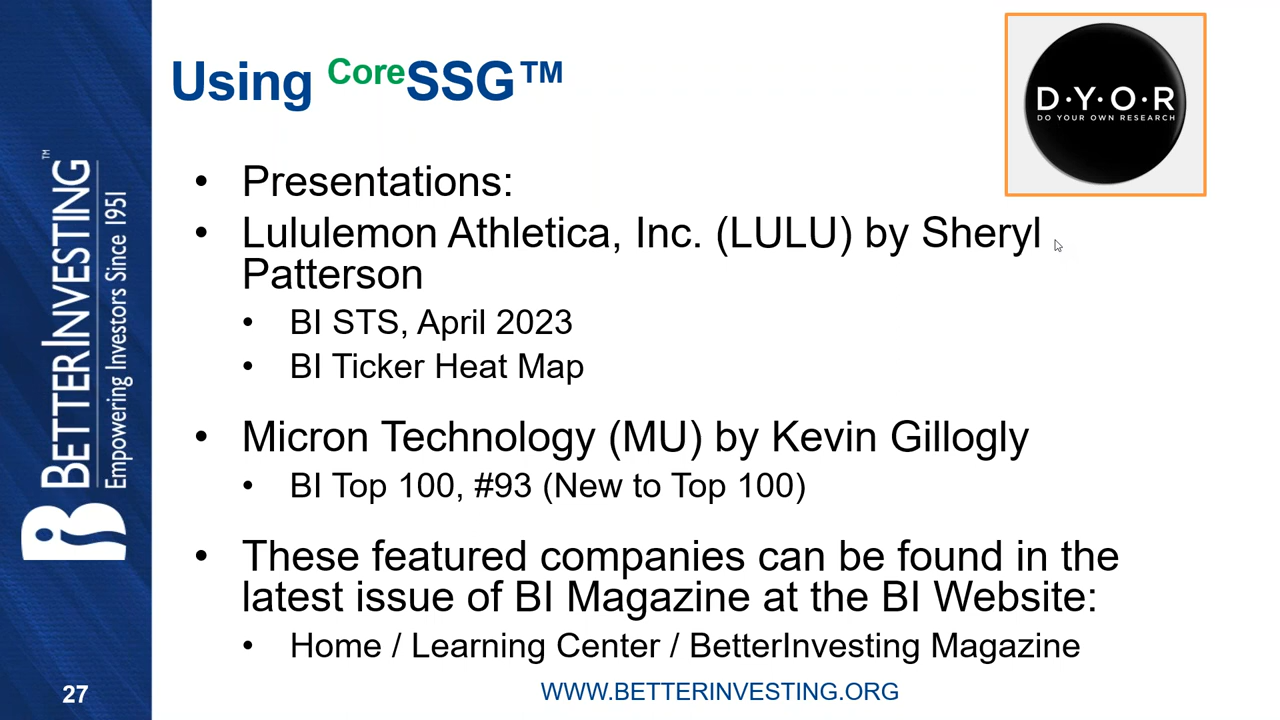 Using CoreSSG™
D·Y·O·R
DO YOUR OWN RESEARCH
• Presentations:
• Lululemon Athletica, Inc. (LULU) by Sheryl
Patterson
• BI STS, April 2023
• BI Ticker Heat Map
• Micron Technology (MU) by Kevin Gillogly
• BI Top 100, #93 (New to Top 100)
• These featured companies can be found in the
latest issue of BI Magazine at the BI Website:
• Home / Learning Center / BetterInvesting Magazine
BETTERINVESTING™
Empowering Investors Since 1951
27
WWW.BETTERINVESTING.ORG